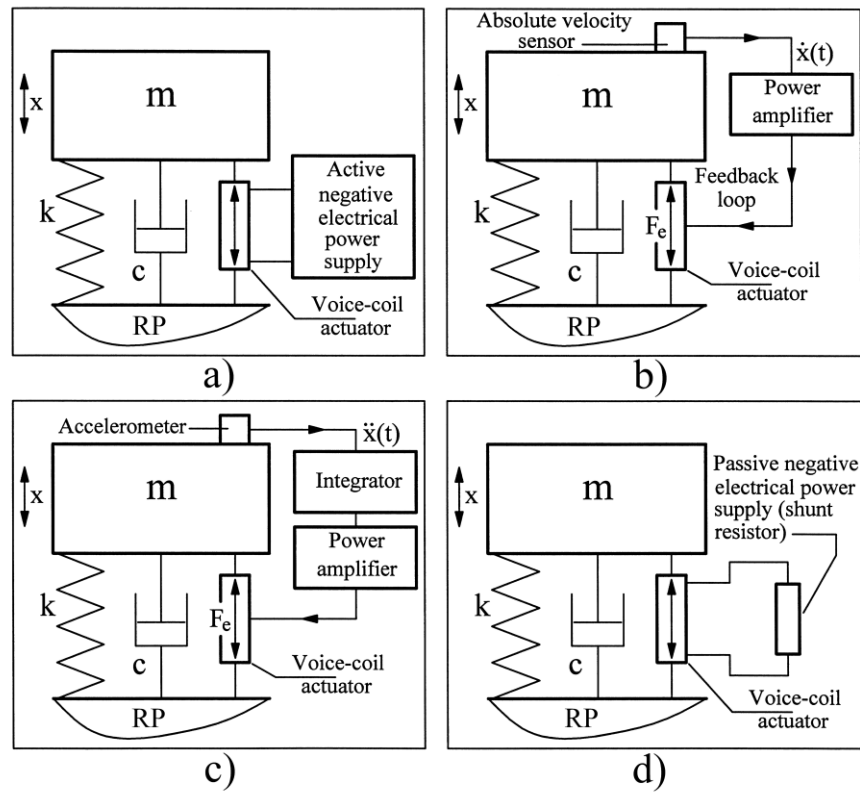 m
x
k
c
RP
Active
negative
electrical
power
supply
Voice-coil
actuator
a)
Absolute velocity
sensor
ẋ(t)
m
x
Power
amplifier
Feedback
loop
k
c
Fe
Voice-coil
actuator
RP
b)
Accelerometer
ẍ(t)
m
x
Integrator
Power
amplifier
k
c
Fe
Voice-coil
actuator
RP
c)
Passive negative
electrical power
supply (shunt
resistor)
m
x
k
c
Voice-coil
actuator
RP
d)